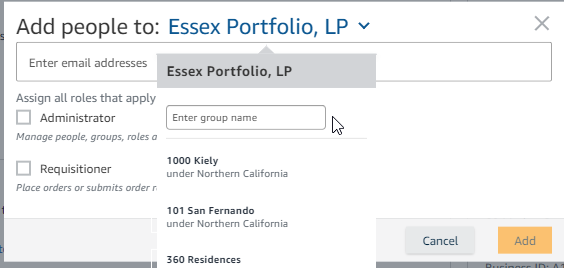 Add people to: Essex Portfolio, LP
Enter email addresses
Essex Portfolio, LP
Assign all roles that apply
Administrator
Enter group name
Manage people, groups, roles a
1000 Kiely
under Northern California
Requisitioner
Place orders or submits order r
101 San Fernando
under Northern California
Cancel
Add
360 Residences
Business ID: